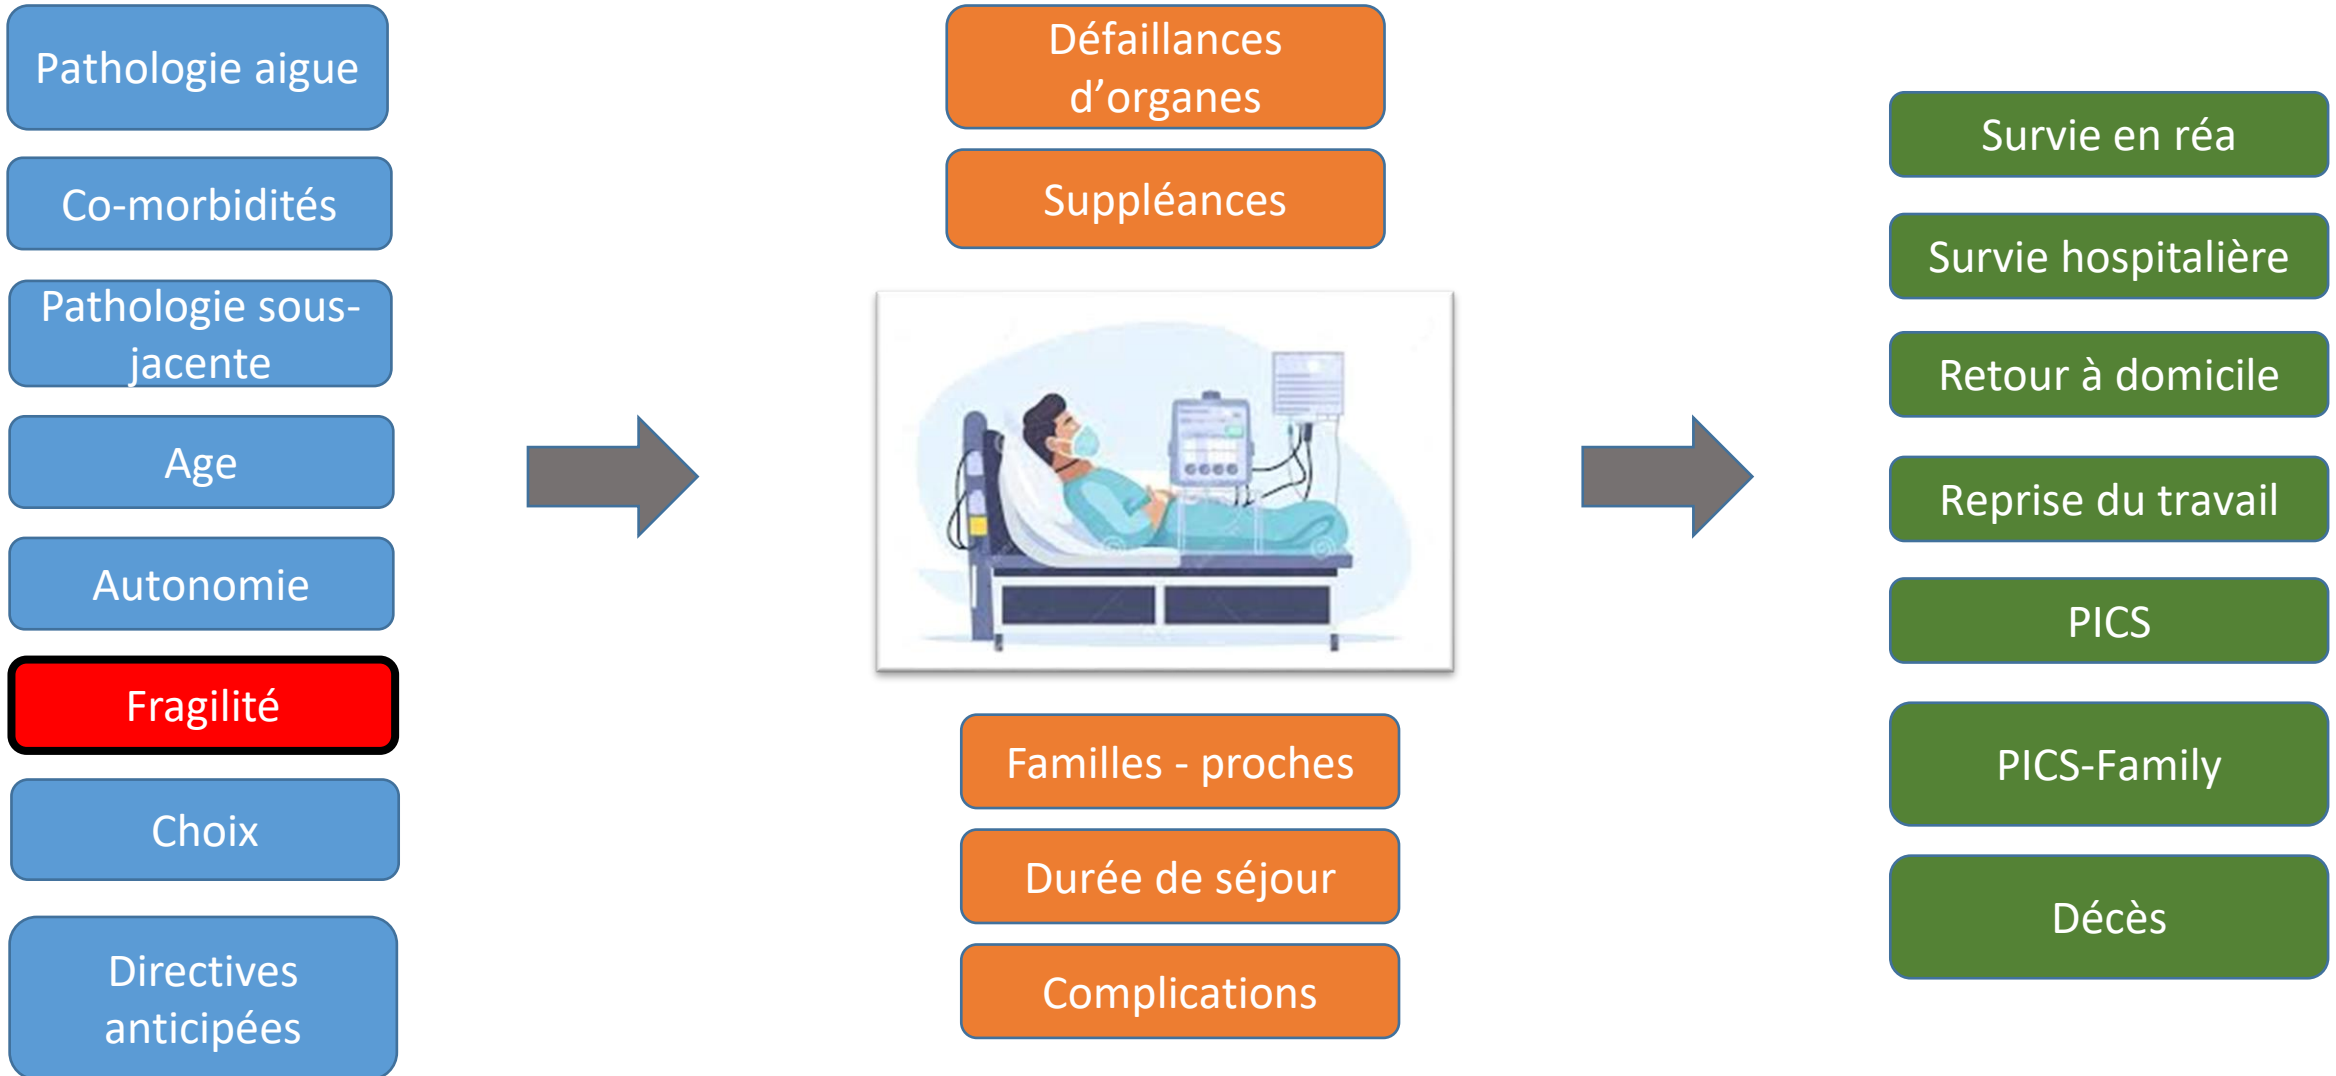 Pathologie aigue
Co-morbidités
Pathologie sous-
jacente
Age
Autonomie
Fragilité
Choix
Directives
anticipées
Défaillances
d’organes
Suppléances
Familles - proches
Durée de séjour
Complications
Survie en réa
Survie hospitalière
Retour à domicile
Reprise du travail
PICS
PICS-Family
Décès